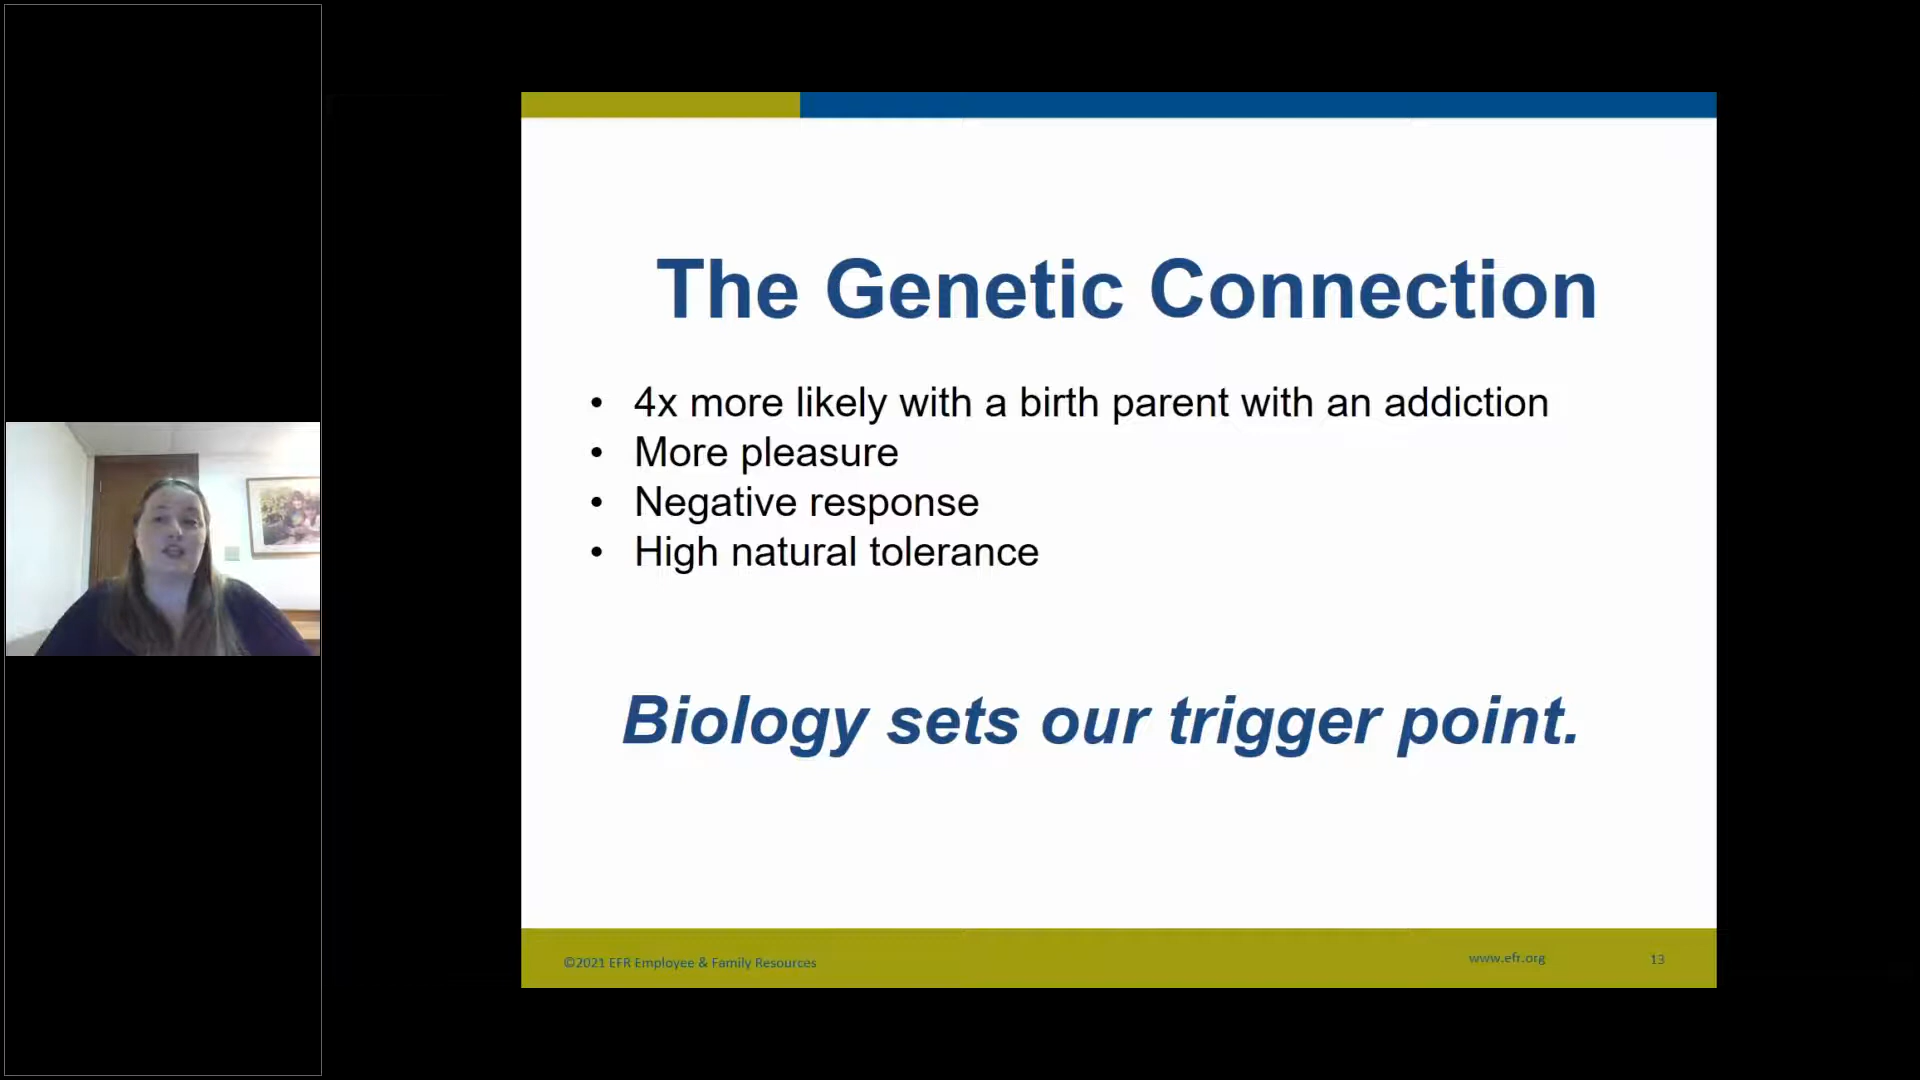 The Genetic Connection
• 4x more likely with a birth parent with an addiction
• More pleasure
• Negative response
• High natural tolerance
Biology sets our trigger point.
©2021 EFR Employee & Family Resources
www.efr.org
13